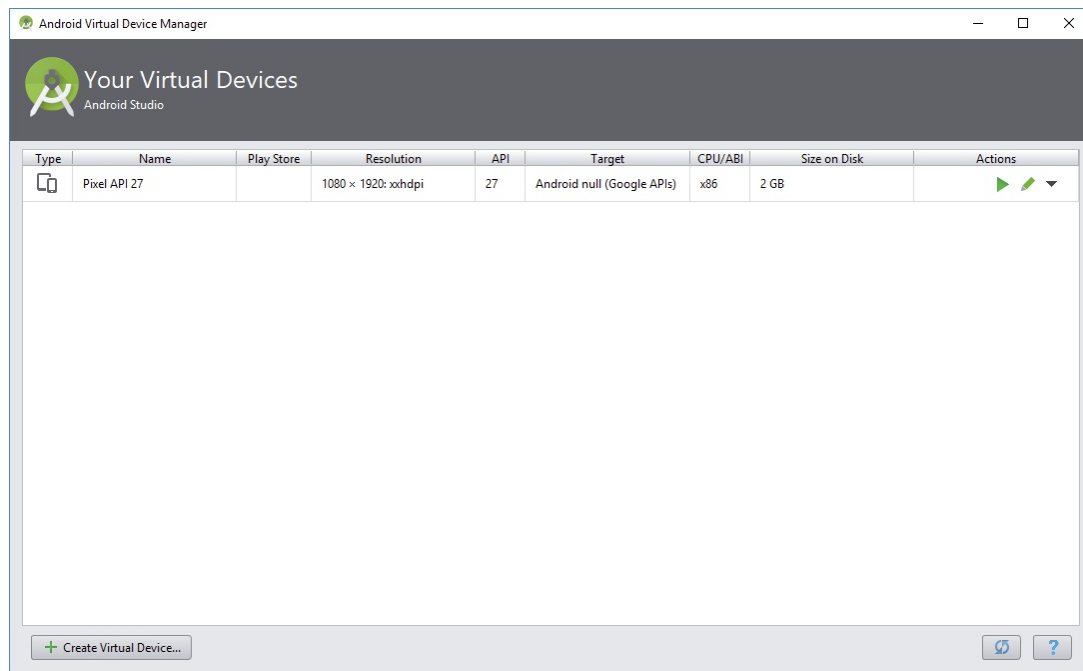 Android Virtual Device Manager
Your Virtual Devices
Android Studio
Type Name Play Store Resolution API Target CPU/ABI Size on Disk Actions
Pixel API 27 1080 × 1920: xxhdpi 27 Android null (Google APIs) x86 2 GB
Create Virtual Device...
?